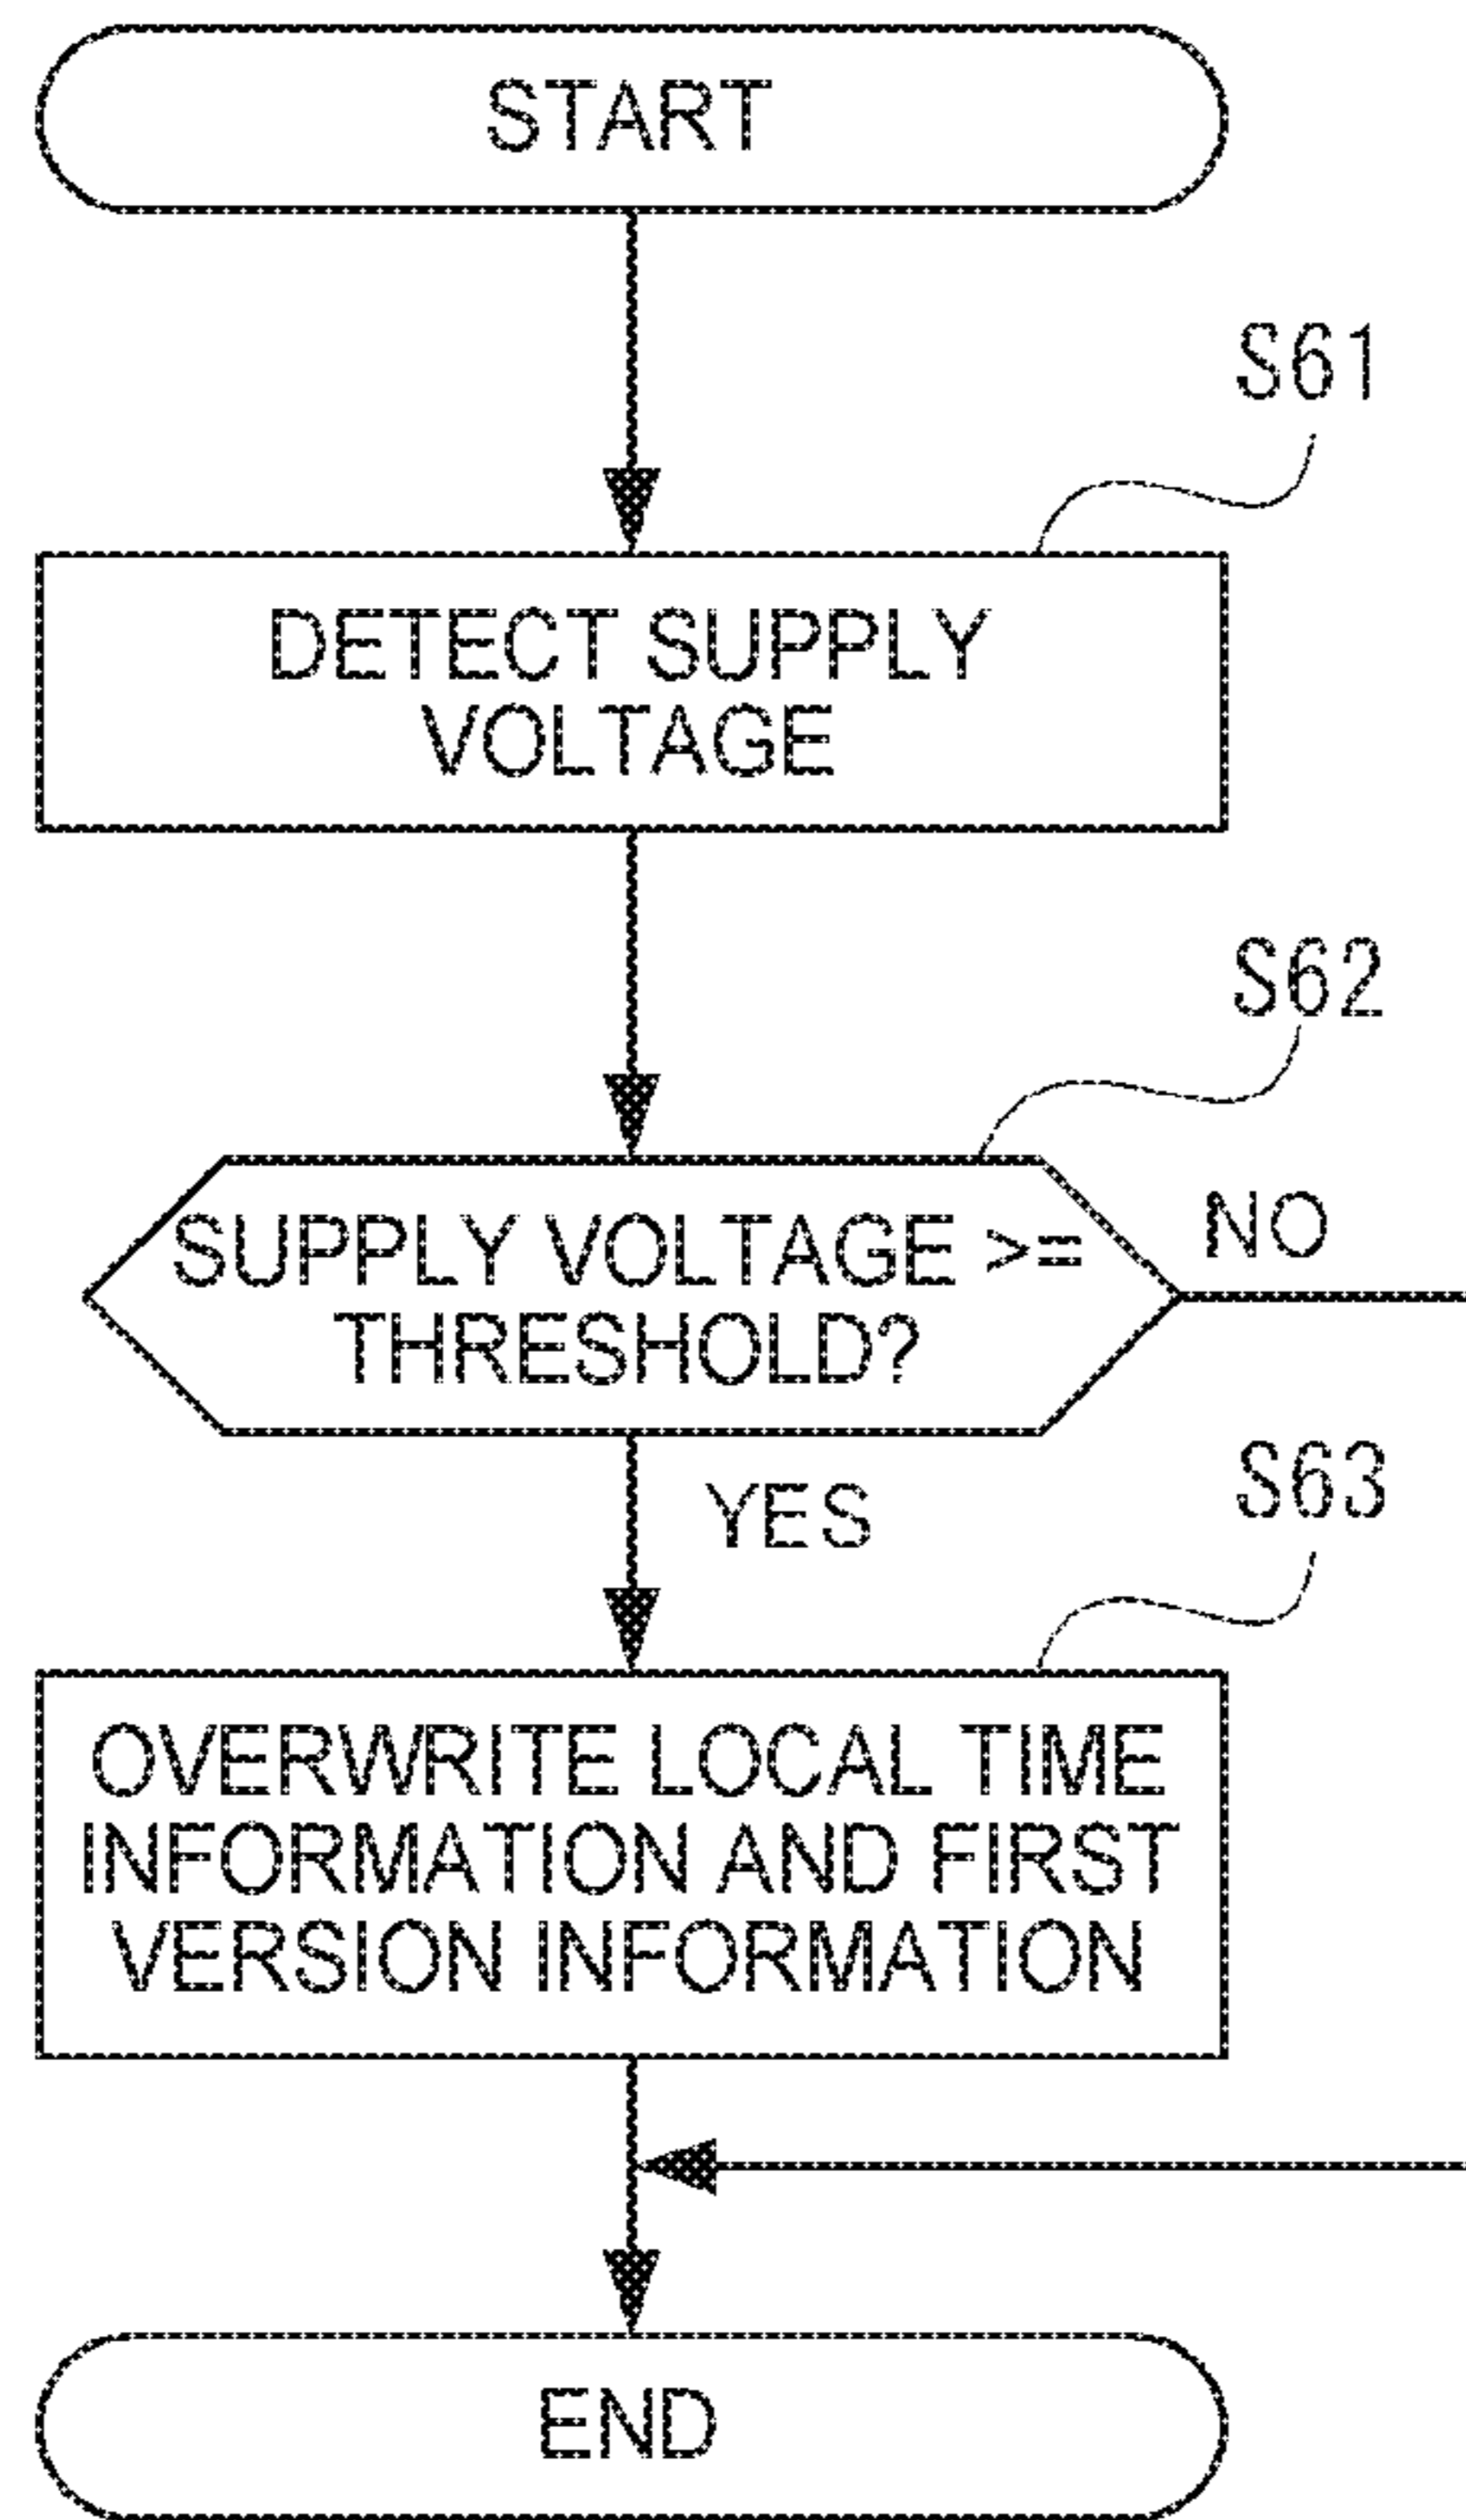 START
S61
DETECT SUPPLY
VOLTAGE
S62
SUPPLY VOLTAGE >=
THRESHOLD?
NO
YES
S63
OVERWRITE LOCAL TIME
INFORMATION AND FIRST
VERSION INFORMATION
END